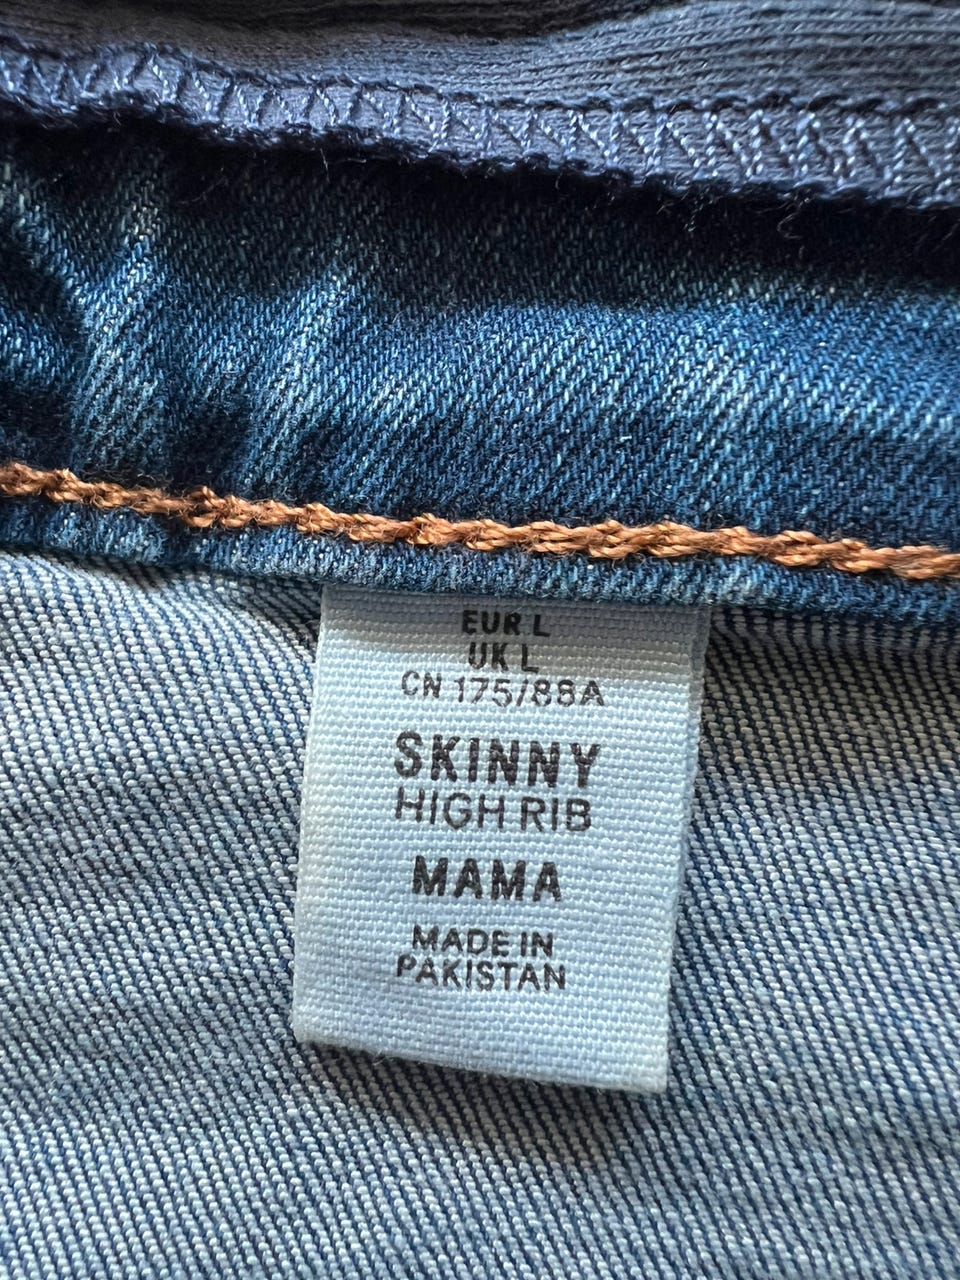 EUR L
UK L
CN 175/88A
SKINNY
HIGH RIB
MAMA
MADE IN
PAKISTAN